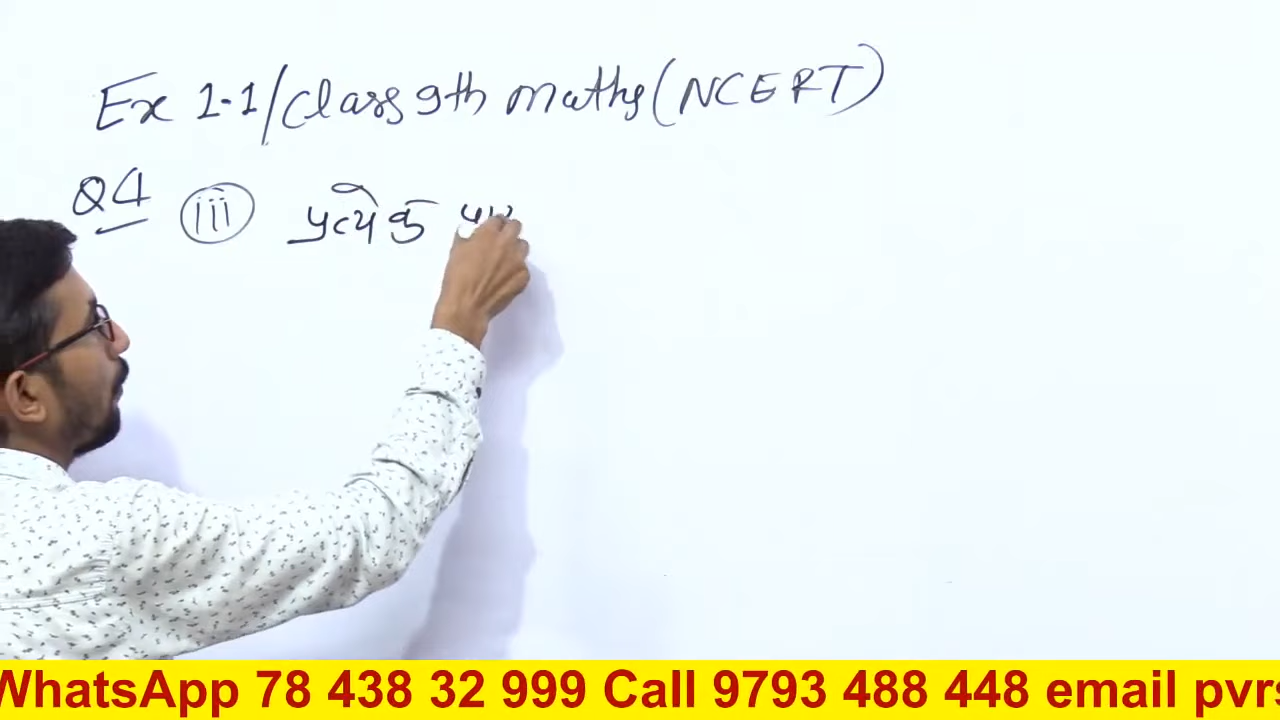 Ex 1.1/Class 9th maths (NCERT)
Q4 (iii) प्रत्येक
WhatsApp 78 438 32 999 Call 9793 488 448 email pvrs